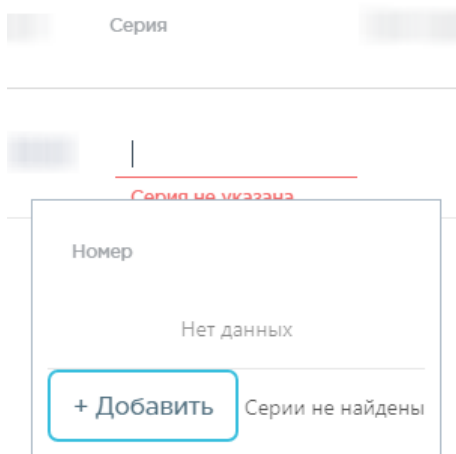 Серия
Серия не указана
Номер
Нет данных
+ Добавить Серии не найдены